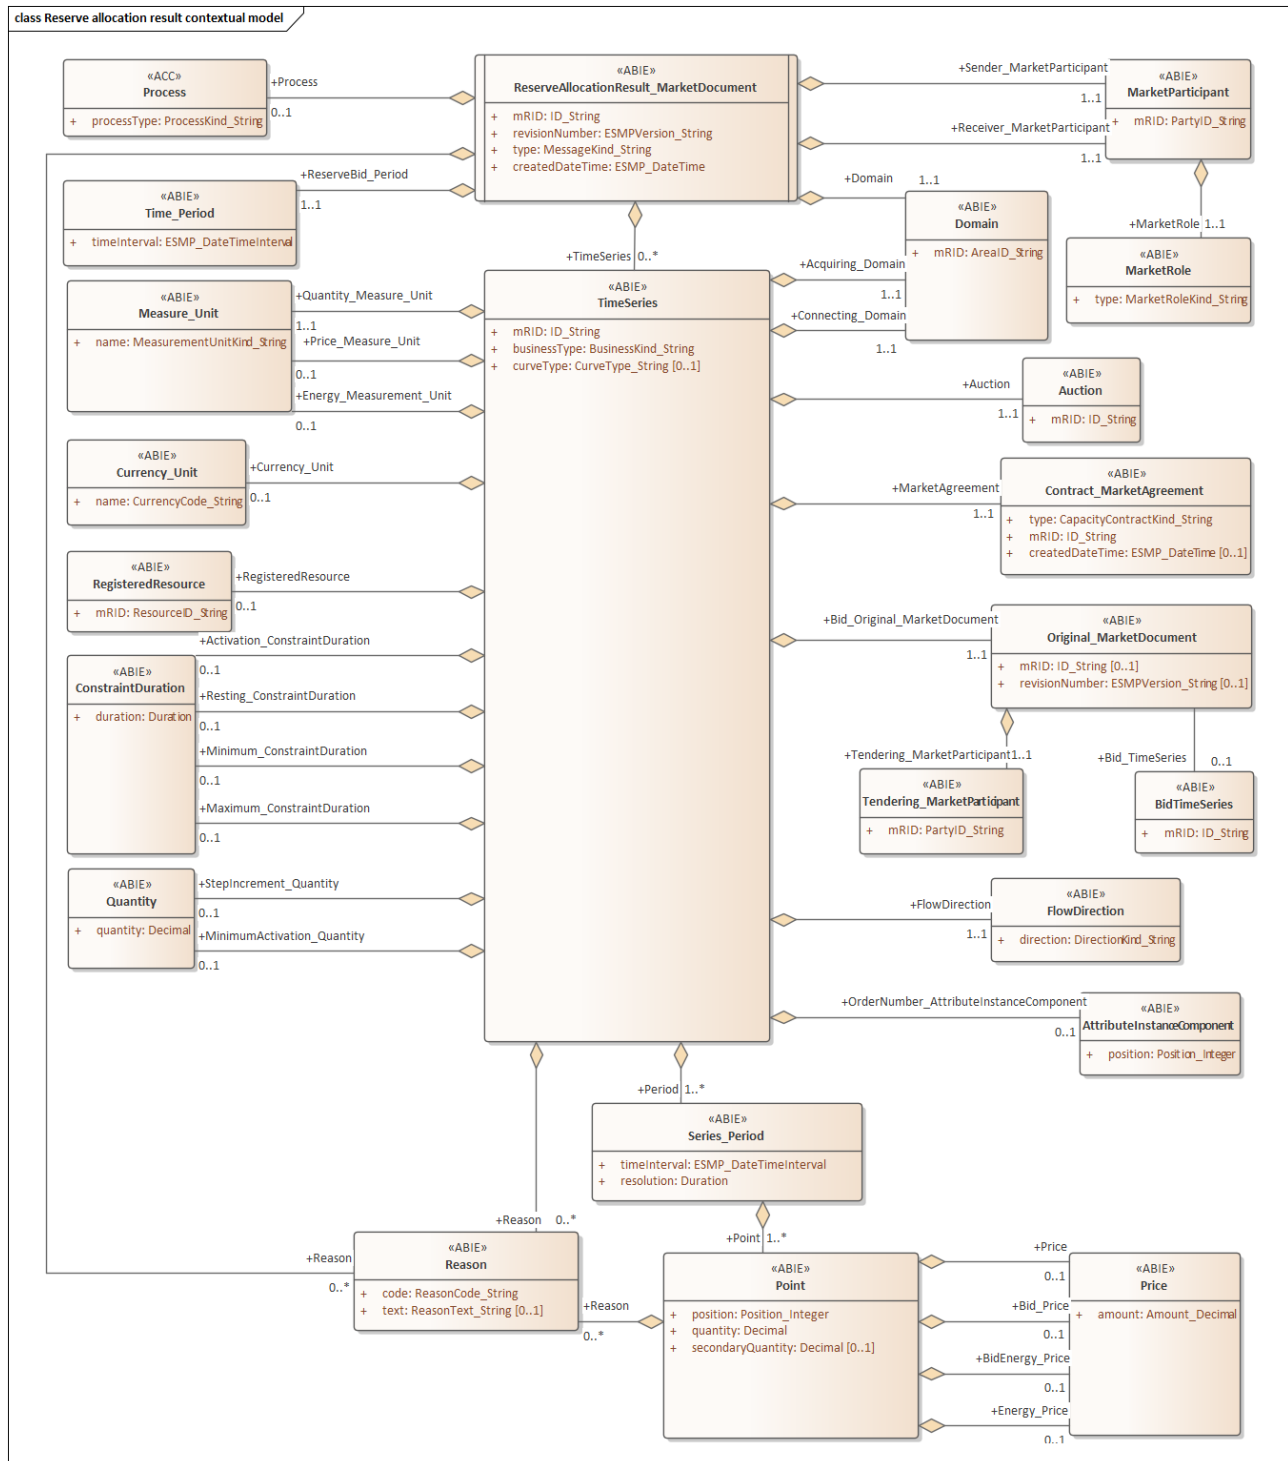 class Reserve allocation result contextual model
«ACC»
Process
+ processType: ProcessKind_String
+Process
0..1
«ABIE»
ReserveAllocationResult_MarketDocument
+ mRID: ID_String
+ revisionNumber: ESMPVersion_String
+ type: MessageKind_String
+ createdDateTime: ESMP_DateTime
+Sender_MarketParticipant
1..1
+Receiver_MarketParticipant
1..1
«ABIE»
MarketParticipant
+ mRID: PartyID_String
+ReserveBid_Period
1..1
«ABIE»
Time_Period
+ timeInterval: ESMP_DateTimeInterval
+Domain
1..1
«ABIE»
Domain
+ mRID: AreaID_String
+MarketRole 1..1
«ABIE»
MarketRole
+ type: MarketRoleKind_String
+TimeSeries 0..*
+Acquiring_Domain
1..1
+Connecting_Domain
1..1
«ABIE»
Measure_Unit
+ name: MeasurementUnitKind_String
+Quantity_Measure_Unit
1..1
+Price_Measure_Unit
0..1
+Energy_Measurement_Unit
0..1
«ABIE»
TimeSeries
+ mRID: ID_String
+ businessType: BusinessKind_String
+ curveType: CurveType_String [0..1]
+Auction
1..1
«ABIE»
Auction
+ mRID: ID_String
«ABIE»
Currency_Unit
+ name: CurrencyCode_String
+Currency_Unit
0..1
+MarketAgreement
1..1
«ABIE»
Contract_MarketAgreement
+ type: CapacityContractKind_String
+ mRID: ID_String
+ createdDateTime: ESMP_DateTime [0..1]
«ABIE»
RegisteredResource
+ mRID: ResourceID_String
+RegisteredResource
0..1
+Bid_Original_MarketDocument
1..1
«ABIE»
Original_MarketDocument
+ mRID: ID_String [0..1]
+ revisionNumber: ESMPVersion_String [0..1]
«ABIE»
ConstraintDuration
+ duration: Duration
+Activation_ConstraintDuration
0..1
+Resting_ConstraintDuration
0..1
+Minimum_ConstraintDuration
0..1
+Maximum_ConstraintDuration
0..1
+Tendering_MarketParticipant 1..1
«ABIE»
Tendering_MarketParticipant
+ mRID: PartyID_String
+Bid_TimeSeries
0..1
«ABIE»
BidTimeSeries
+ mRID: ID_String
«ABIE»
Quantity
+ quantity: Decimal
+StepIncrement_Quantity
0..1
+MinimumActivation_Quantity
0..1
+FlowDirection
1..1
«ABIE»
FlowDirection
+ direction: DirectionKind_String
+OrderNumber_AttributeInstanceComponent
0..1
«ABIE»
AttributeInstanceComponent
+ position: Position_Integer
+Period 1..*
«ABIE»
Series_Period
+ timeInterval: ESMP_DateTimeInterval
+ resolution: Duration
+Reason 0..*
+Reason
0..*
«ABIE»
Reason
+ code: ReasonCode_String
+ text: ReasonText_String [0..1]
+Reason
0..*
+Point 1..*
«ABIE»
Point
+ position: Position_Integer
+ quantity: Decimal
+ secondaryQuantity: Decimal [0..1]
+Price
0..1
+Bid_Price
0..1
+BidEnergy_Price
0..1
+Energy_Price
0..1
«ABIE»
Price
+ amount: Amount_Decimal